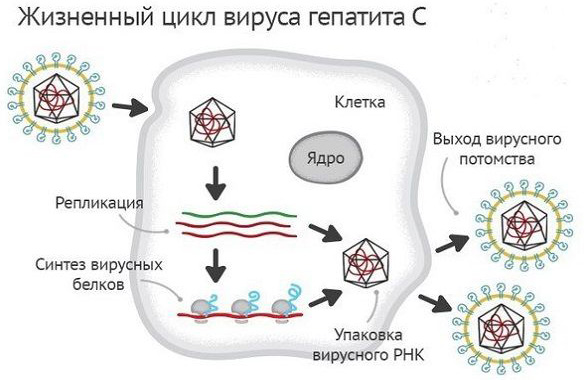 Жизненный цикл вируса гепатита С
Клетка
Ядро
Выход вирусного
потомства
Репликация
Синтез вирусных
белков
Упаковка
вирусного РНК